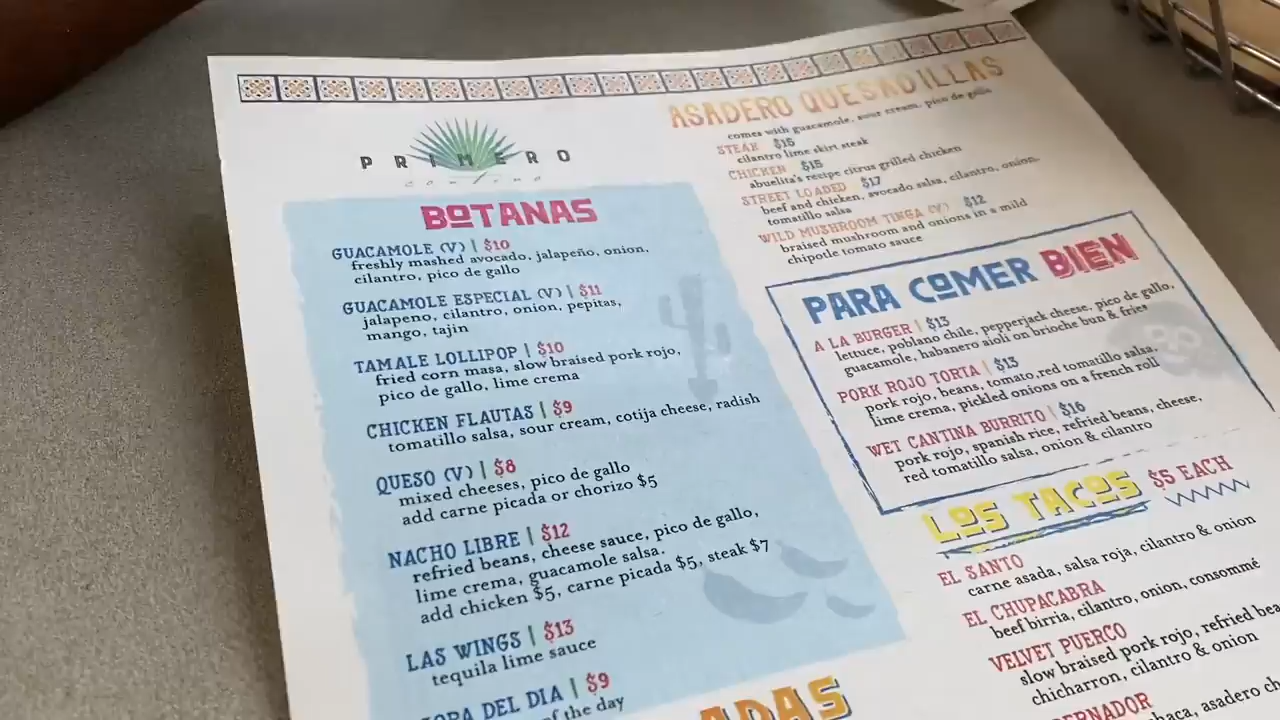 PRIMERO
cantina
BOTANAS
GUACAMOLE (V) | $10
freshly mashed avocado, jalapeño, onion,
cilantro, pico de gallo
GUACAMOLE ESPECIAL (V) | $11
jalapeno, cilantro, onion, pepitas,
mango, tajin
TAMALE LOLLIPOP | $10
fried corn masa, slow braised pork rojo,
pico de gallo, lime crema
CHICKEN FLAUTAS | $9
tomatillo salsa, sour cream, cotija cheese, radish
QUESO (V) | $8
mixed cheeses, pico de gallo
add carne picada or chorizo $5
NACHO LIBRE | $12
refried beans, cheese sauce, pico de gallo,
lime crema, guacamole salsa.
add chicken $5, carne picada $5, steak $7
LAS WINGS | $13
tequila lime sauce
DEL DIA | $9
of the day
ASADERO QUESADILLAS
comes with guacamole, sour cream, pico de gallo
STEAK $15
cilantro lime skirt steak
CHICKEN $15
abuelita's recipe citrus grilled chicken
STREET LOADED $17
beef and chicken, avocado salsa, cilantro, onion,
tomatillo salsa
WILD MUSHROOM TINGA (V) $12
braised mushroom and onions in a mild
chipotle tomato sauce
PARA COMER BIEN
A LA BURGER | $13
lettuce, poblano chile, pepperjack cheese, pico de gallo,
guacamole, habanero aioli on brioche bun & fries
PORK ROJO TORTA | $13
pork rojo, beans, tomato,red tomatillo salsa,
lime crema, pickled onions on a french roll
WET CANTINA BURRITO | $16
pork rojo, spanish rice, refried beans, cheese,
red tomatillo salsa, onion & cilantro
LOS TACOS $5 EACH
EL SANTO
carne asada, salsa roja, cilantro & onion
EL CHUPACABRA
beef birria, cilantro, onion, consommé
VELVET PUERCO
slow braised pork rojo, refried
chicharron, cilantro & onion
asadero